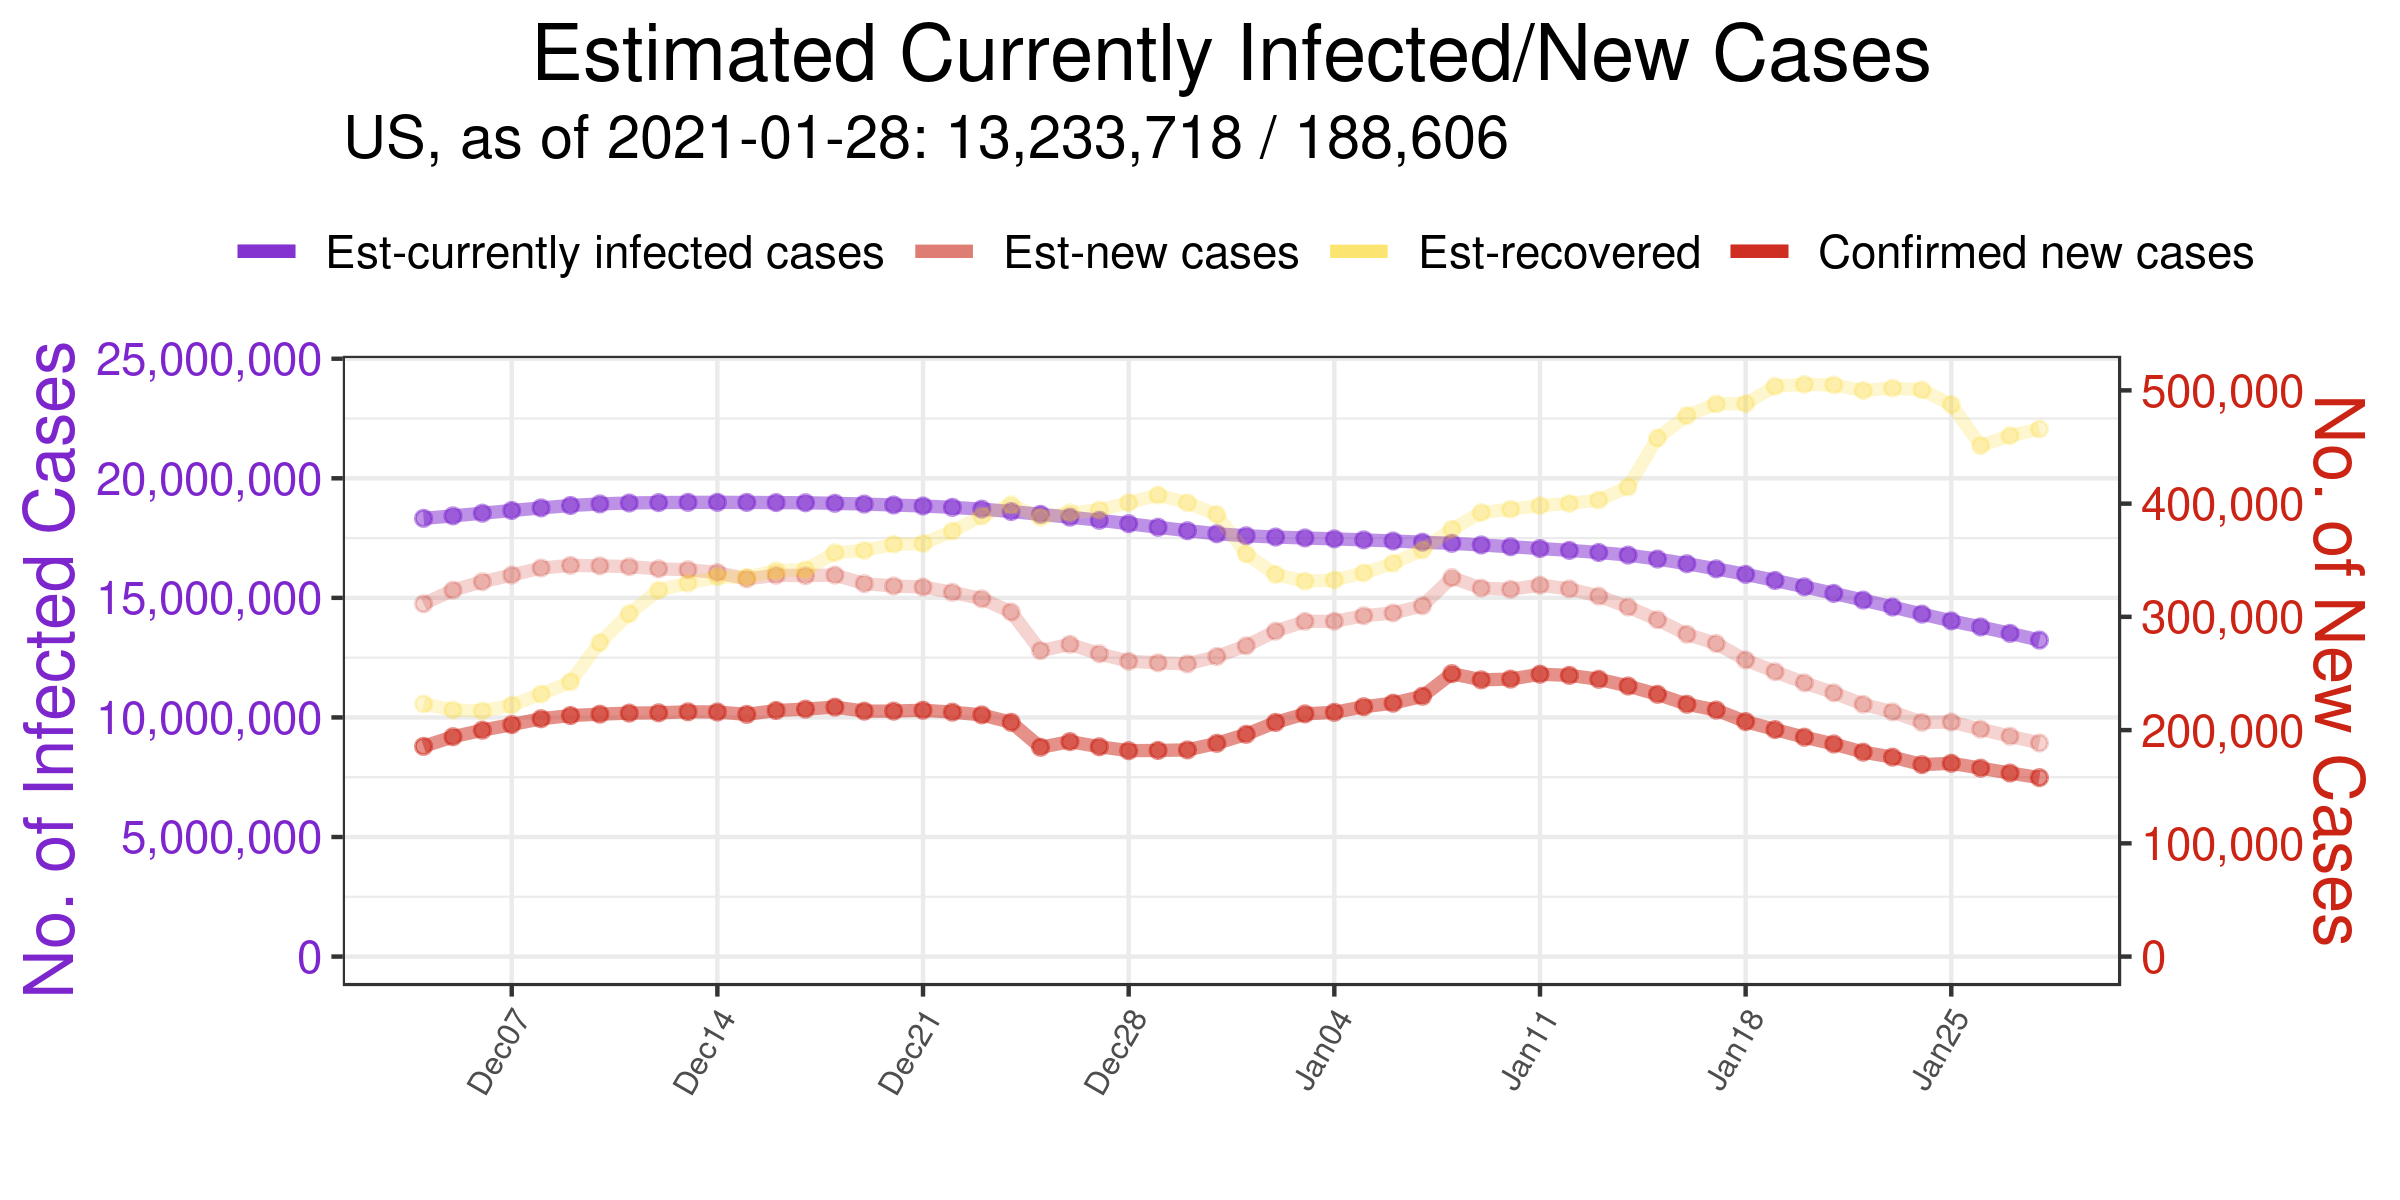 Estimated Currently Infected/New Cases
US, as of 2021-01-28: 13,233,718 / 188,606
Est-currently infected cases Est-new cases Est-recovered Confirmed new cases
No. of Infected Cases
25,000,000
20,000,000
15,000,000
10,000,000
5,000,000
0
500,000
400,000
300,000
200,000
100,000
0
No. of New Cases
Dec07 Dec14 Dec21 Dec28 Jan04 Jan11 Jan18 Jan25